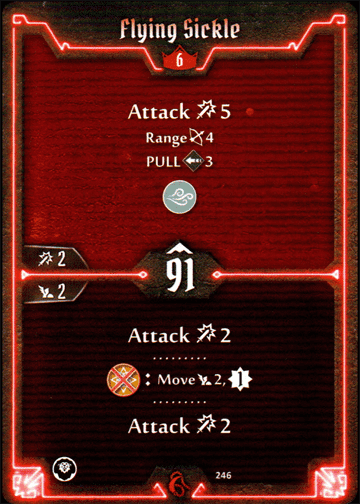 Flying Sickle
6
Attack 5
Range 4
PULL 3
2
91
2
Attack 2
: Move 2, 1
Attack 2
246